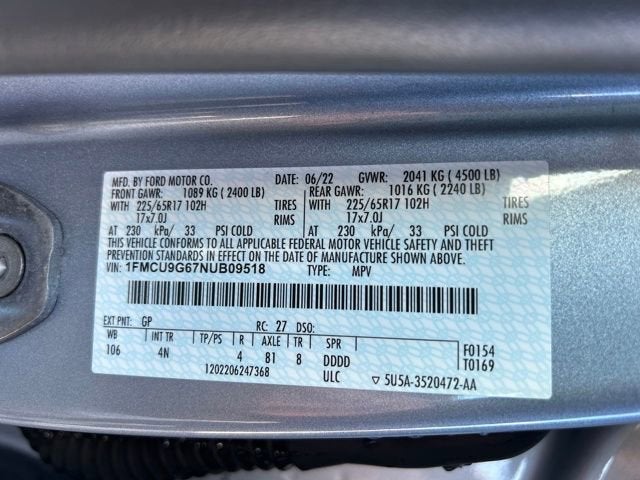 MFD. BY FORD MOTOR CO. DATE: 06/22 GVWR: 2041 KG ( 4500 LB)
FRONT GAWR: 1089 KG ( 2400 LB) REAR GAWR: 1016 KG ( 2240 LB)
WITH 225/65R17 102H TIRES WITH 225/65R17 102H TIRES
17x7.0J RIMS 17x7.0J RIMS
AT 230 kPa/ 33 PSI COLD AT 230 kPa/ 33 PSI COLD
THIS VEHICLE CONFORMS TO ALL APPLICABLE FEDERAL MOTOR VEHICLE SAFETY AND THEFT
PREVENTION STANDARDS IN EFFECT ON THE DATE OF MANUFACTURE SHOWN ABOVE.
VIN: 1FMCU9G67NUB09518 TYPE: MPV
EXT PNT: GP RC: 27 DSO:
WB INT TR TP/PS R AXLE TR SPR F0154
106 4N 4 81 8 DDDD T0169
1202206247368 ULC ▽ 5U5A-3520472-AA